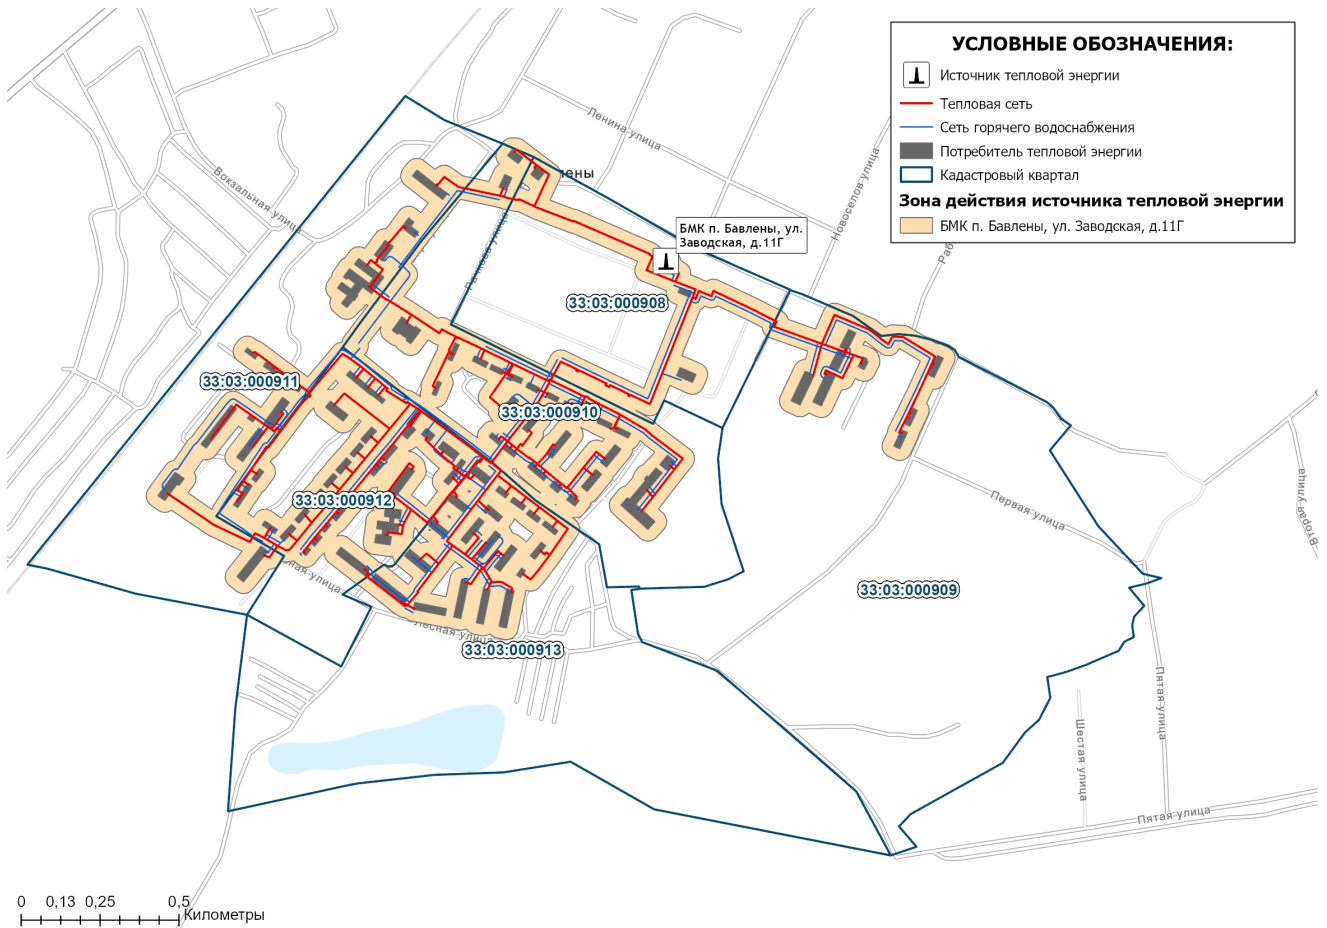 УСЛОВНЫЕ ОБОЗНАЧЕНИЯ:
Источник тепловой энергии
Тепловая сеть
Сеть горячего водоснабжения
Потребитель тепловой энергии
Кадастровый квартал
Зона действия источника тепловой энергии
БМК п. Бавлены, ул. Заводская, д.11Г
Ленина улица
Вокзальная улица
Новоселов улица
БМК п. Бавлены, ул.
Заводская, д.11Г
33:03:000908
33:03:000911
33:03:000910
33:03:000912
Первая улица
Вторая улица
33:03:000909
Лесная улица
33:03:000913
Пятая улица
Шестая улица
Пятая улица
0 0,13 0,25 0,5
Километры